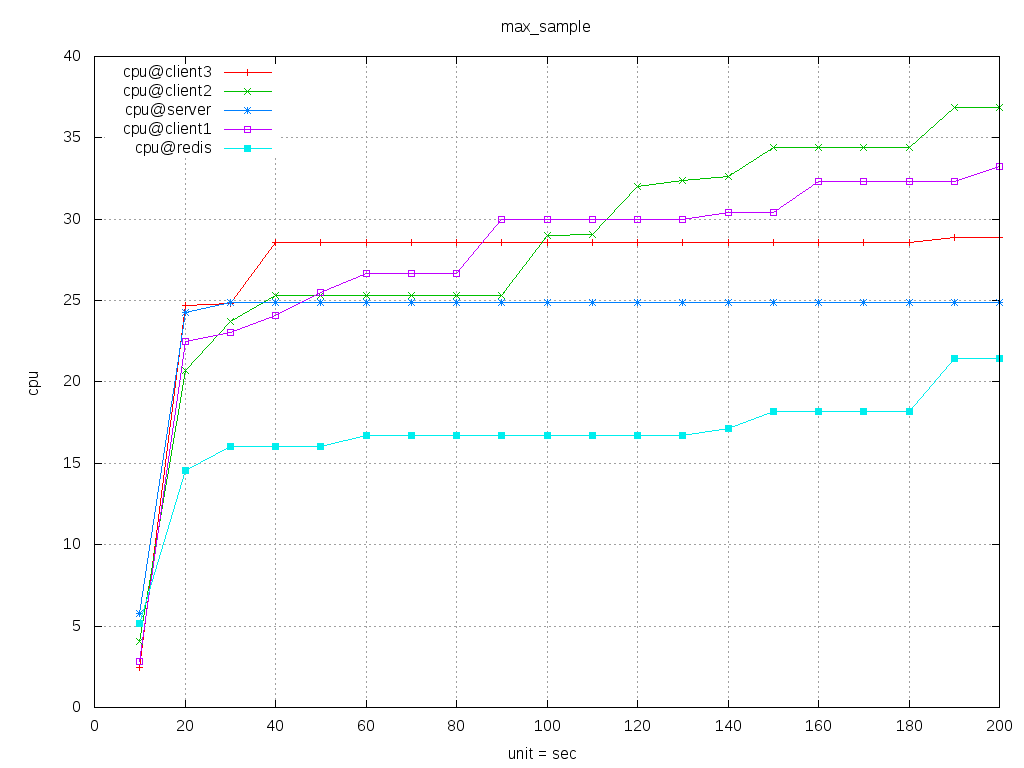 max_sample
cpu@client3
cpu@client2
cpu@server
cpu@client1
cpu@redis
40
35
30
25
20
15
10
5
0
cpu
0 20 40 60 80 100 120 140 160 180 200
unit = sec